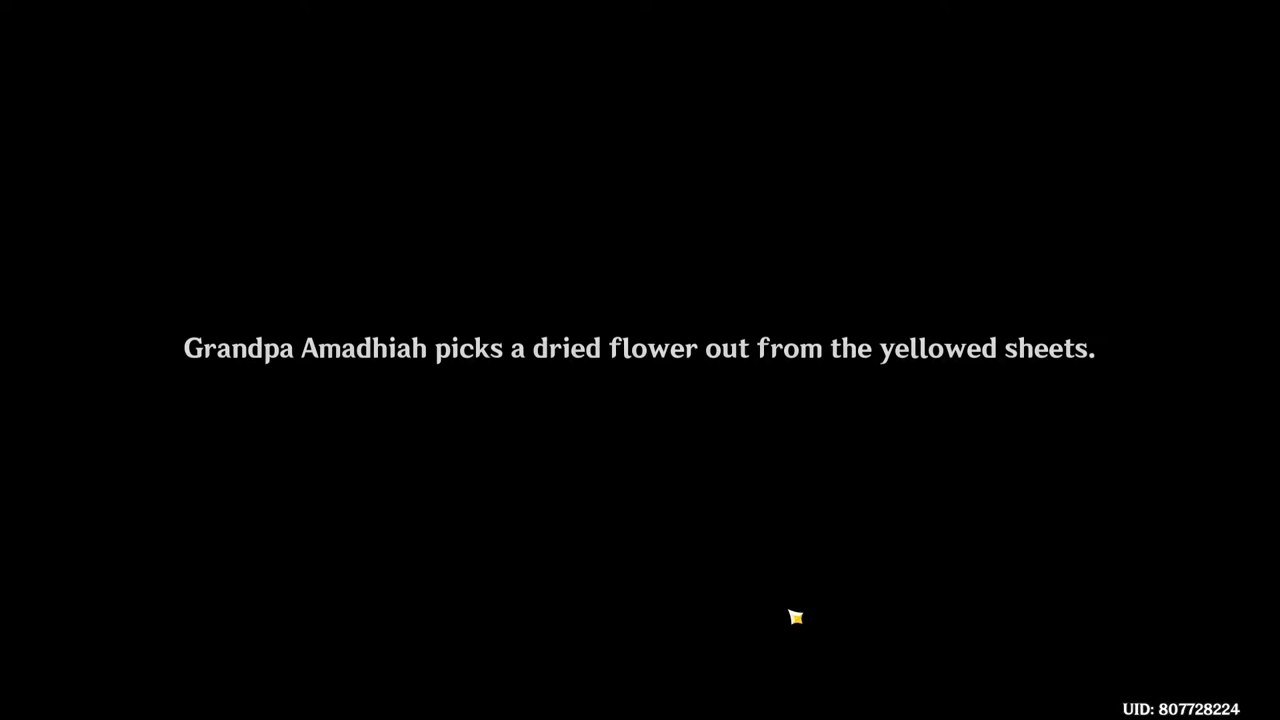 Grandpa Amadhiah picks a dried flower out from the yellowed sheets.
UID: 807728224